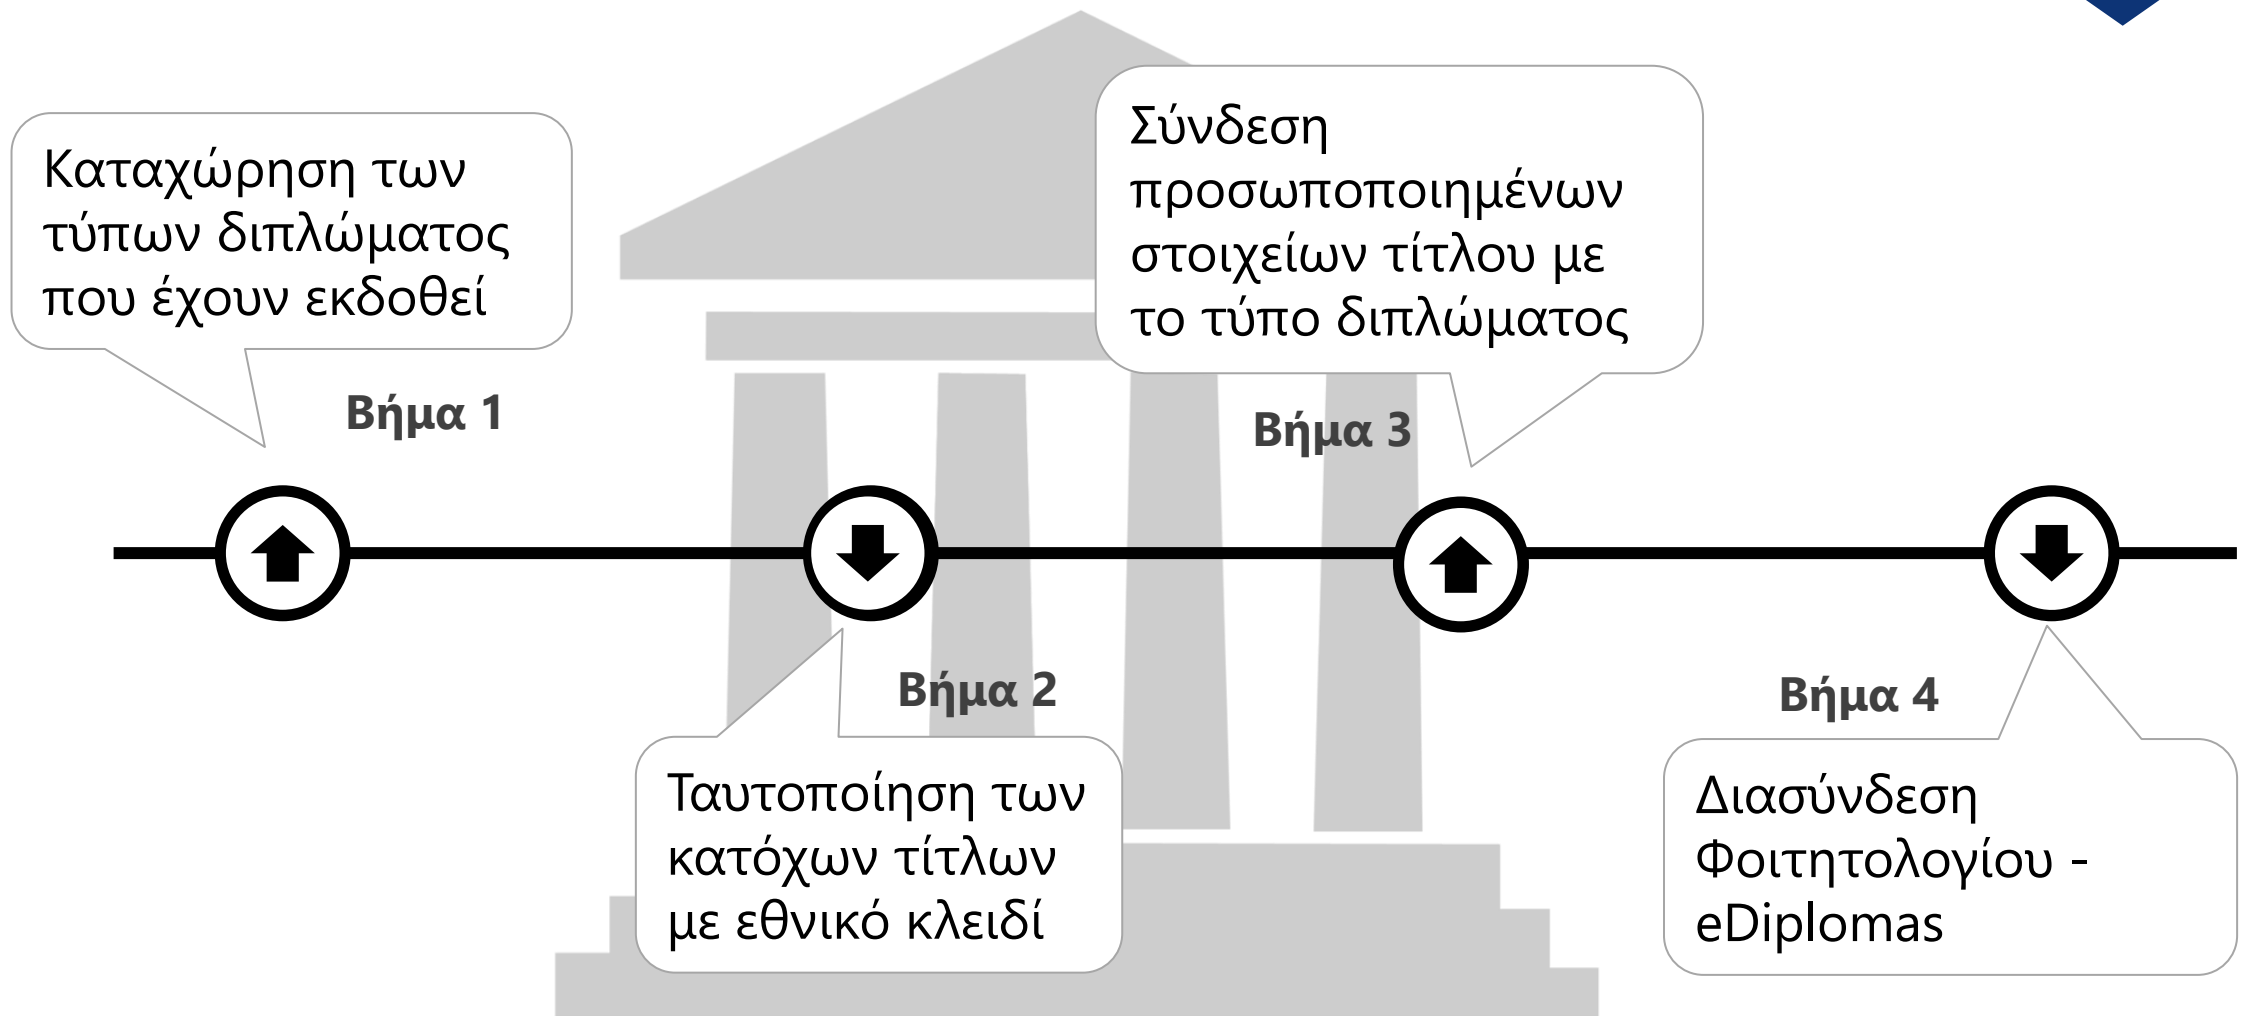 Καταχώρηση των
τύπων διπλώματος
που έχουν εκδοθεί
Βήμα 1
Ταυτοποίηση των
κατόχων τίτλων
με εθνικό κλειδί
Βήμα 2
Σύνδεση
προσωποποιημένων
στοιχείων τίτλου με
το τύπο διπλώματος
Βήμα 3
Βήμα 4
Διασύνδεση
Φοιτητολογίου -
eDiplomas